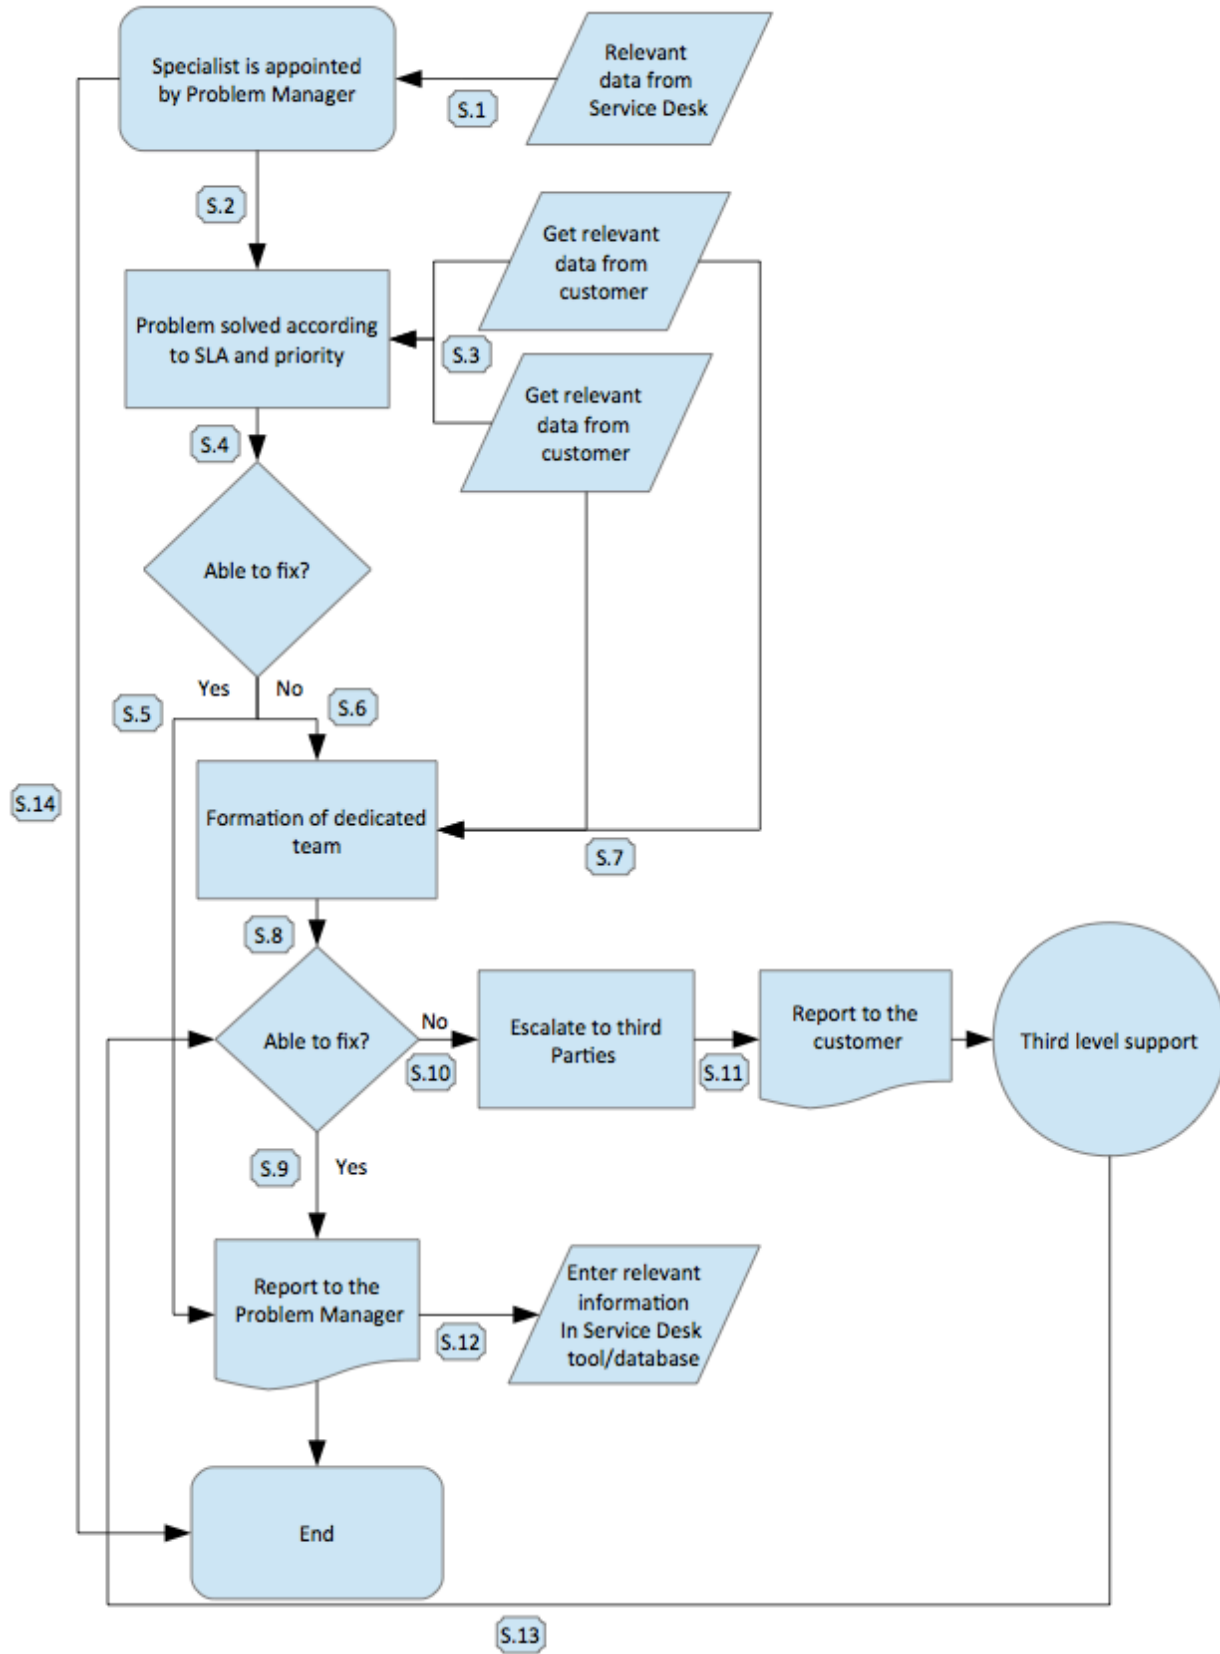 Specialist is appointed
by Problem Manager
Relevant
data from
Service Desk
S.1
S.2
Get relevant
data from
customer
Problem solved according
to SLA and priority
S.3
Get relevant
data from
customer
S.4
Able to fix?
Yes
No
S.5
S.6
S.14
Formation of dedicated
team
S.7
S.8
Able to fix?
No
S.10
Escalate to third
Parties
S.11
Report to the
customer
Third level support
S.9
Yes
Report to the
Problem Manager
S.12
Enter relevant
information
In Service Desk
tool/database
End
S.13